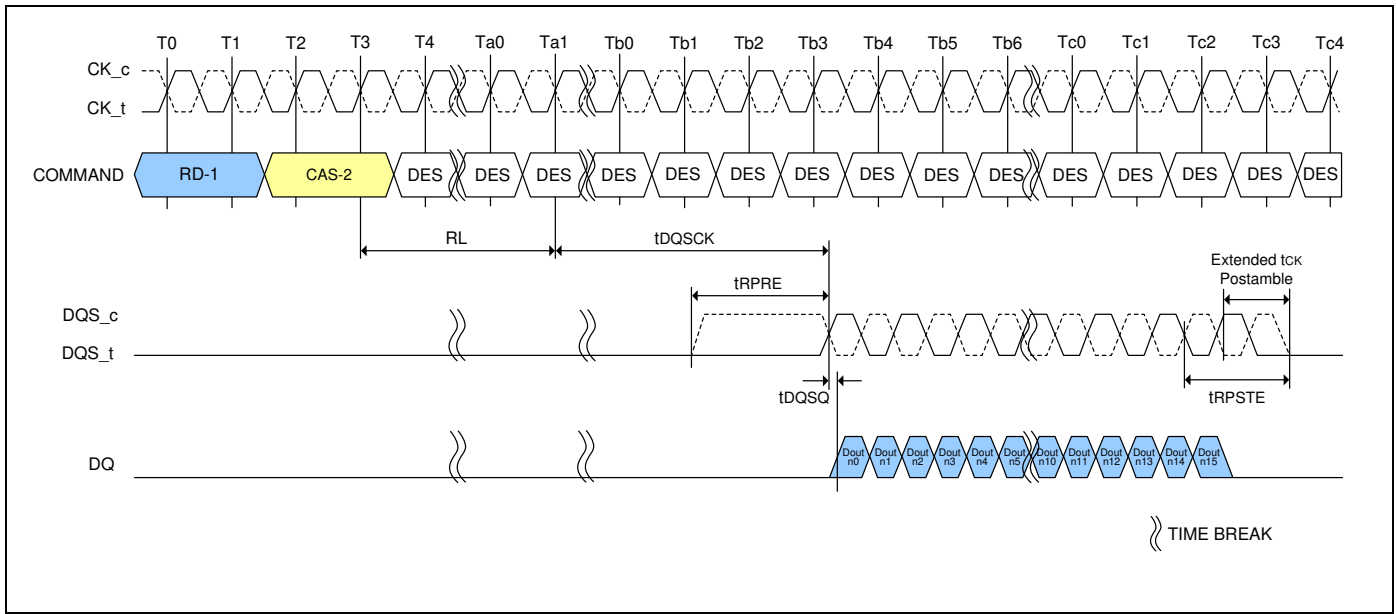 T0 T1 T2 T3 T4 Ta0 Ta1 Tb0 Tb1 Tb2 Tb3 Tb4 Tb5 Tb6 Tc0 Tc1 Tc2 Tc3 Tc4
CK_c
CK_t
COMMAND RD-1 CAS-2 DES DES DES DES DES DES DES DES DES DES DES DES DES DES DES
RL tDQSCK
Extended tCK
Postamble
tRPRE
DQS_c
DQS_t
tDQSQ tRPSTE
DQ
Dout Dout Dout Dout Dout Dout Dout Dout Dout Dout Dout Dout
n0 n1 n2 n3 n4 n5 n10 n11 n12 n13 n14 n15
TIME BREAK